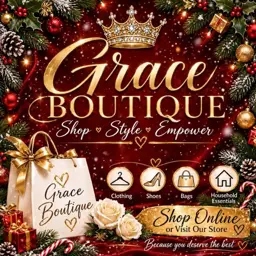 Grace
BOUTIQUE
Shop ♥ Style ♥ Empower
Clothing
Shoes
Bags
Household
Essentials
Grace
Boutique
Shop Online
or Visit Our Store
Because you deserve the best